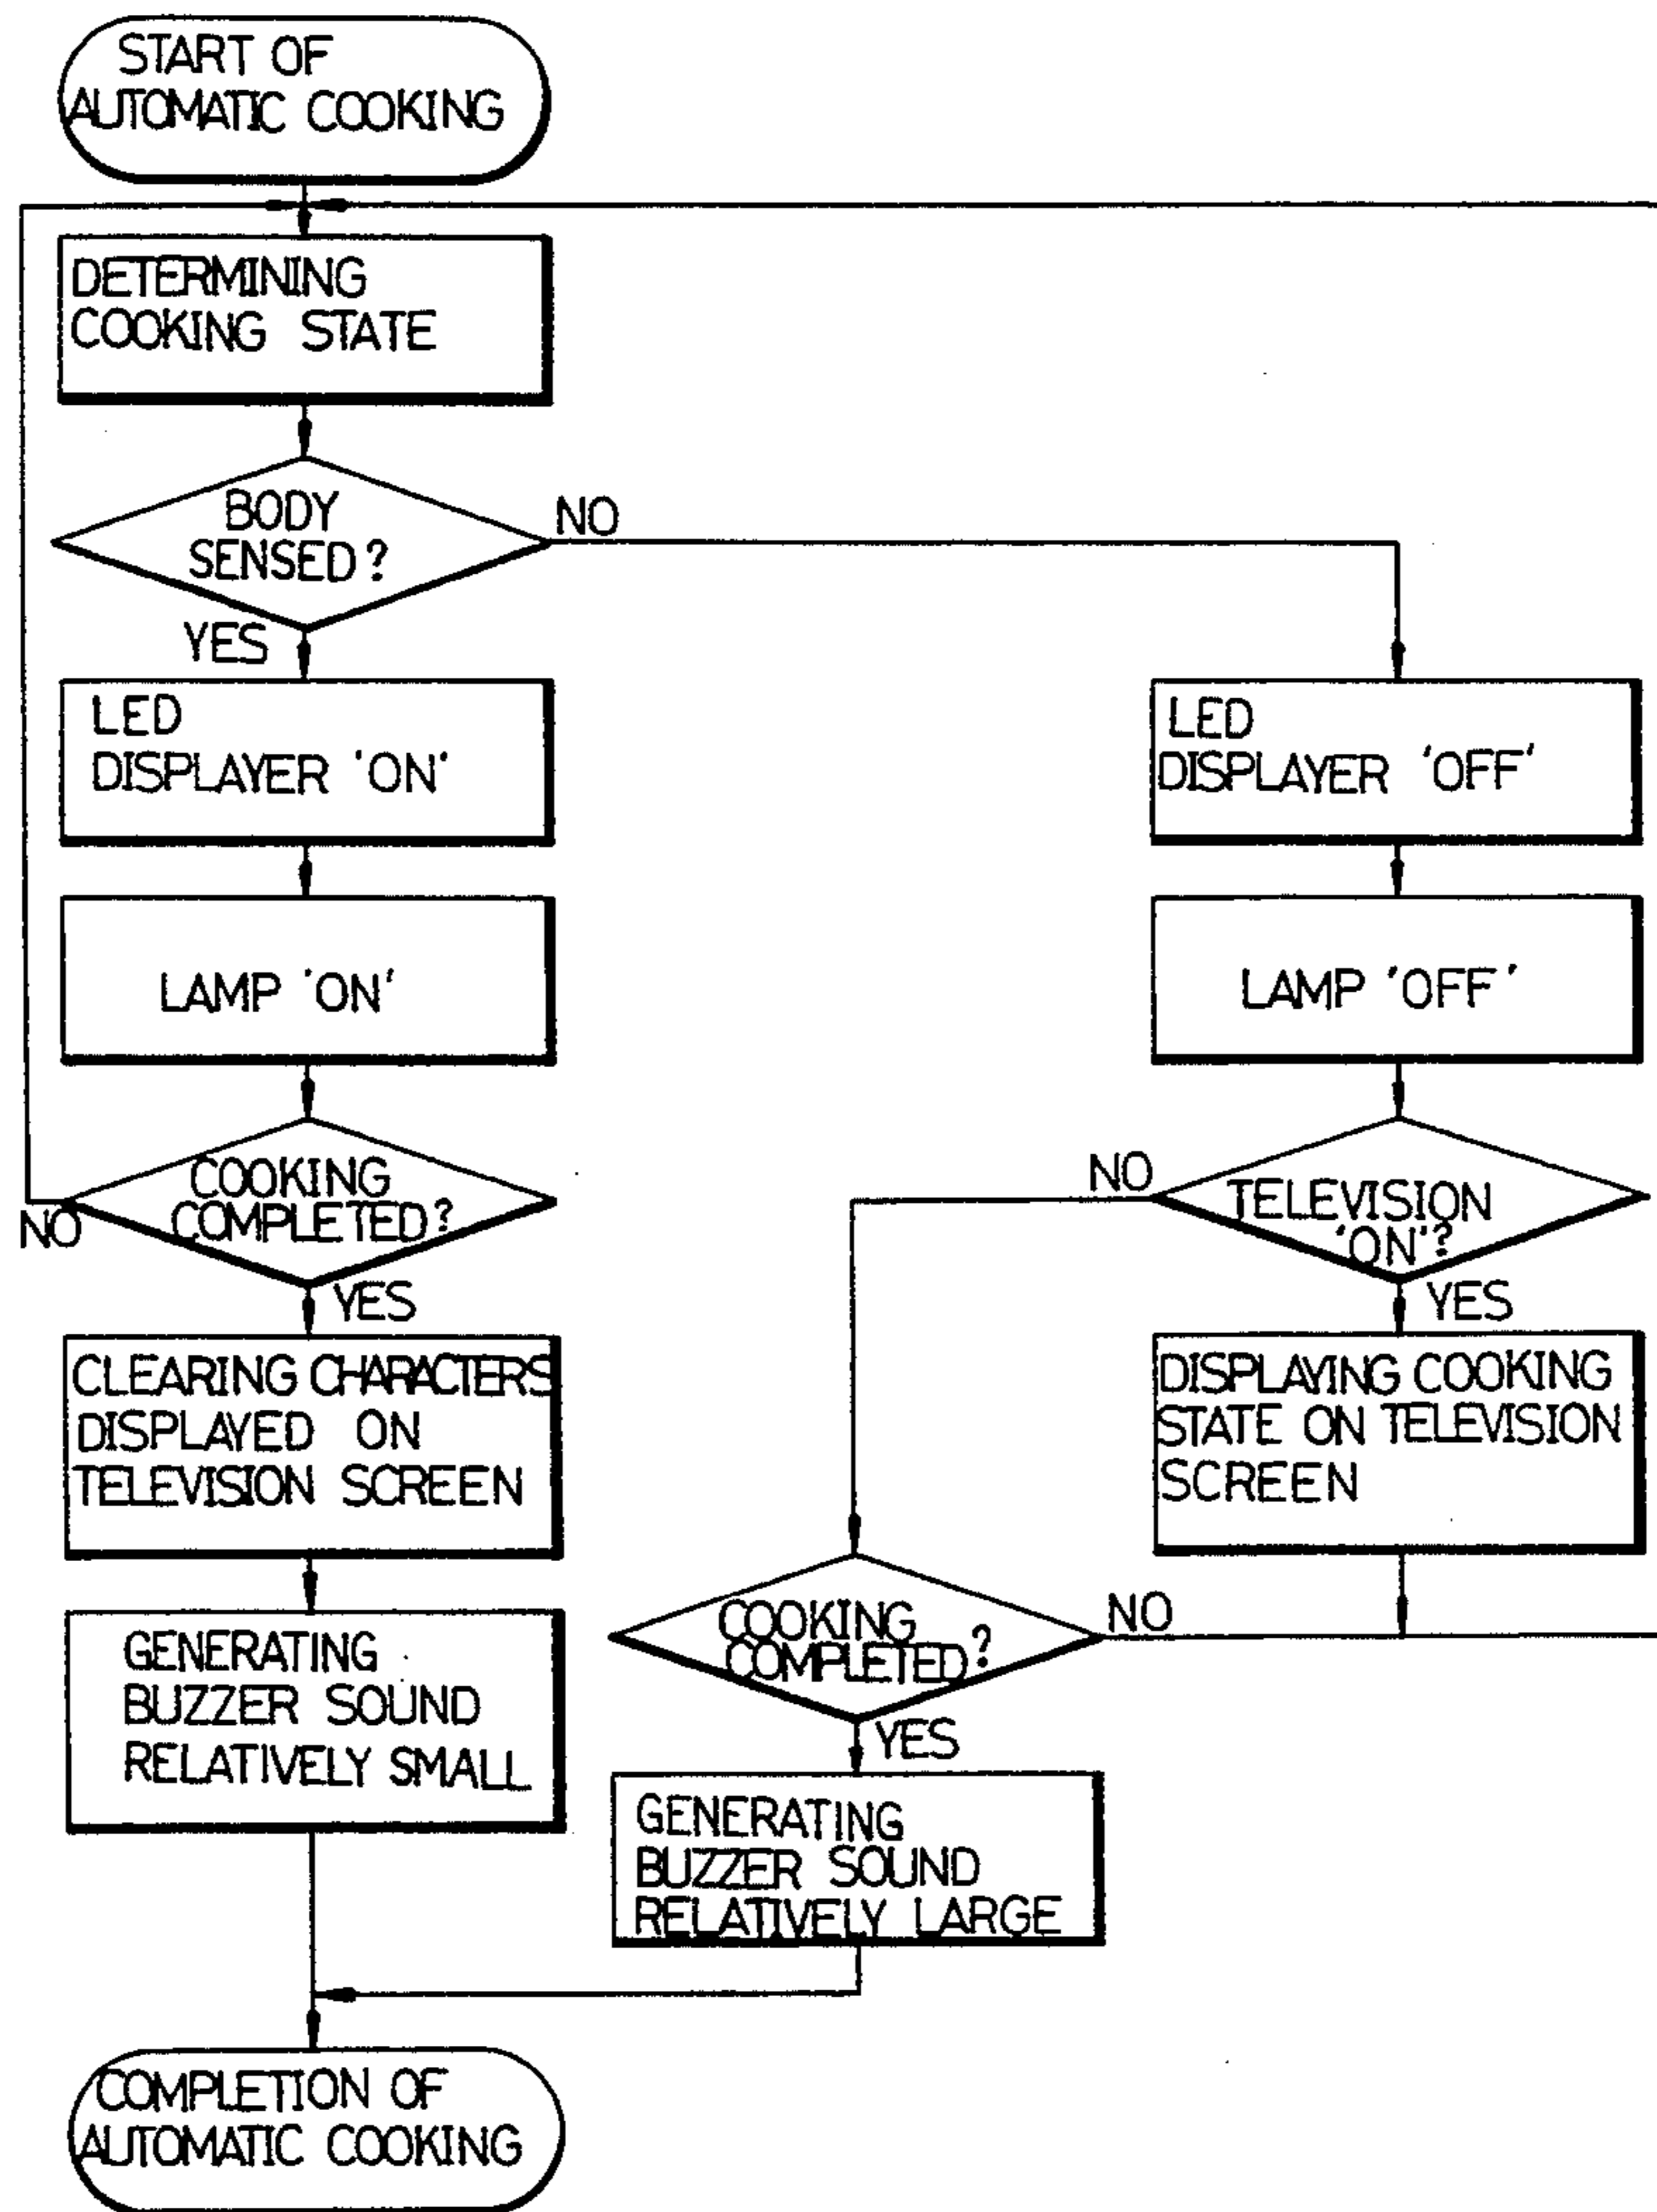 START OF
AUTOMATIC COOKING
DETERMINING
COOKING STATE
BODY
SENSED?
NO
YES
LED
DISPLAYER 'ON'
LED
DISPLAYER 'OFF'
LAMP 'ON'
LAMP 'OFF'
COOKING
COMPLETED?
NO
YES
NO
TELEVISION
'ON'?
YES
CLEARING CHARACTERS
DISPLAYED ON
TELEVISION SCREEN
DISPLAYING COOKING
STATE ON TELEVISION
SCREEN
GENERATING
BUZZER SOUND
RELATIVELY SMALL
COOKING
COMPLETED?
NO
YES
GENERATING
BUZZER SOUND
RELATIVELY LARGE
COMPLETION OF
AUTOMATIC COOKING